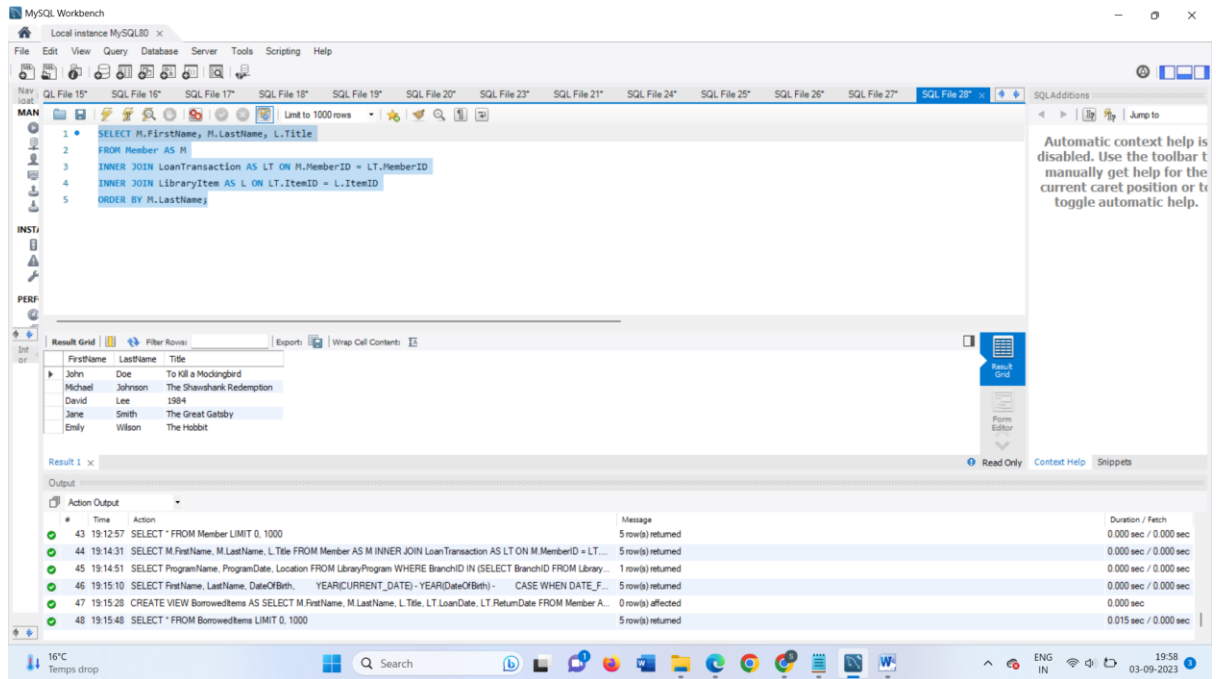 MySQL Workbench
Local instance MySQL80 ×
File Edit View Query Database Server Tools Scripting Help
Nav igat
QL File 15* SQL File 16* SQL File 17* SQL File 18* SQL File 19* SQL File 20* SQL File 23* SQL File 21* SQL File 24* SQL File 25* SQL File 26* SQL File 27* SQL File 28* ×
SQLAdditions
MAN
Limit to 1000 rows
Jump to
1 SELECT M.FirstName, M.LastName, L.Title
2 FROM Member AS M
3 INNER JOIN LoanTransaction AS LT ON M.MemberID = LT.MemberID
4 INNER JOIN LibraryItem AS L ON LT.ItemID = L.ItemID
5 ORDER BY M.LastName;
Automatic context help is
disabled. Use the toolbar t
manually get help for the
current caret position or to
toggle automatic help.
INSTA
PERF
Int
or
Result Grid Filter Rows: Export: Wrap Cell Content:
FirstName LastName Title
John Doe To Kill a Mockingbird
Michael Johnson The Shawshank Redemption
David Lee 1984
Jane Smith The Great Gatsby
Emily Wilson The Hobbit
Result
Grid
Form
Editor
Result 1 ×
Read Only
Context Help Snippets
Output
Action Output
# Time Action Message Duration / Fetch
43 19:12:57 SELECT * FROM Member LIMIT 0, 1000 5 row(s) returned 0.000 sec / 0.000 sec
44 19:14:31 SELECT M.FirstName, M.LastName, L.Title FROM Member AS M INNER JOIN LoanTransaction AS LT ON M.MemberID = LT.... 5 row(s) returned 0.000 sec / 0.000 sec
45 19:14:51 SELECT ProgramName, ProgramDate, Location FROM LibraryProgram WHERE BranchID IN (SELECT BranchID FROM Library... 1 row(s) returned 0.000 sec / 0.000 sec
46 19:15:10 SELECT FirstName, LastName, DateOfBirth, YEAR(CURRENT_DATE) - YEAR(DateOfBirth) - CASE WHEN DATE_F... 5 row(s) returned 0.000 sec / 0.000 sec
47 19:15:28 CREATE VIEW BorrowedItems AS SELECT M.FirstName, M.LastName, L.Title, LT.LoanDate, LT.ReturnDate FROM Member A... 0 row(s) affected 0.000 sec
48 19:15:48 SELECT * FROM BorrowedItems LIMIT 0, 1000 5 row(s) returned 0.015 sec / 0.000 sec
16°C
Temps drop
Search
ENG
IN
19:58
03-09-2023